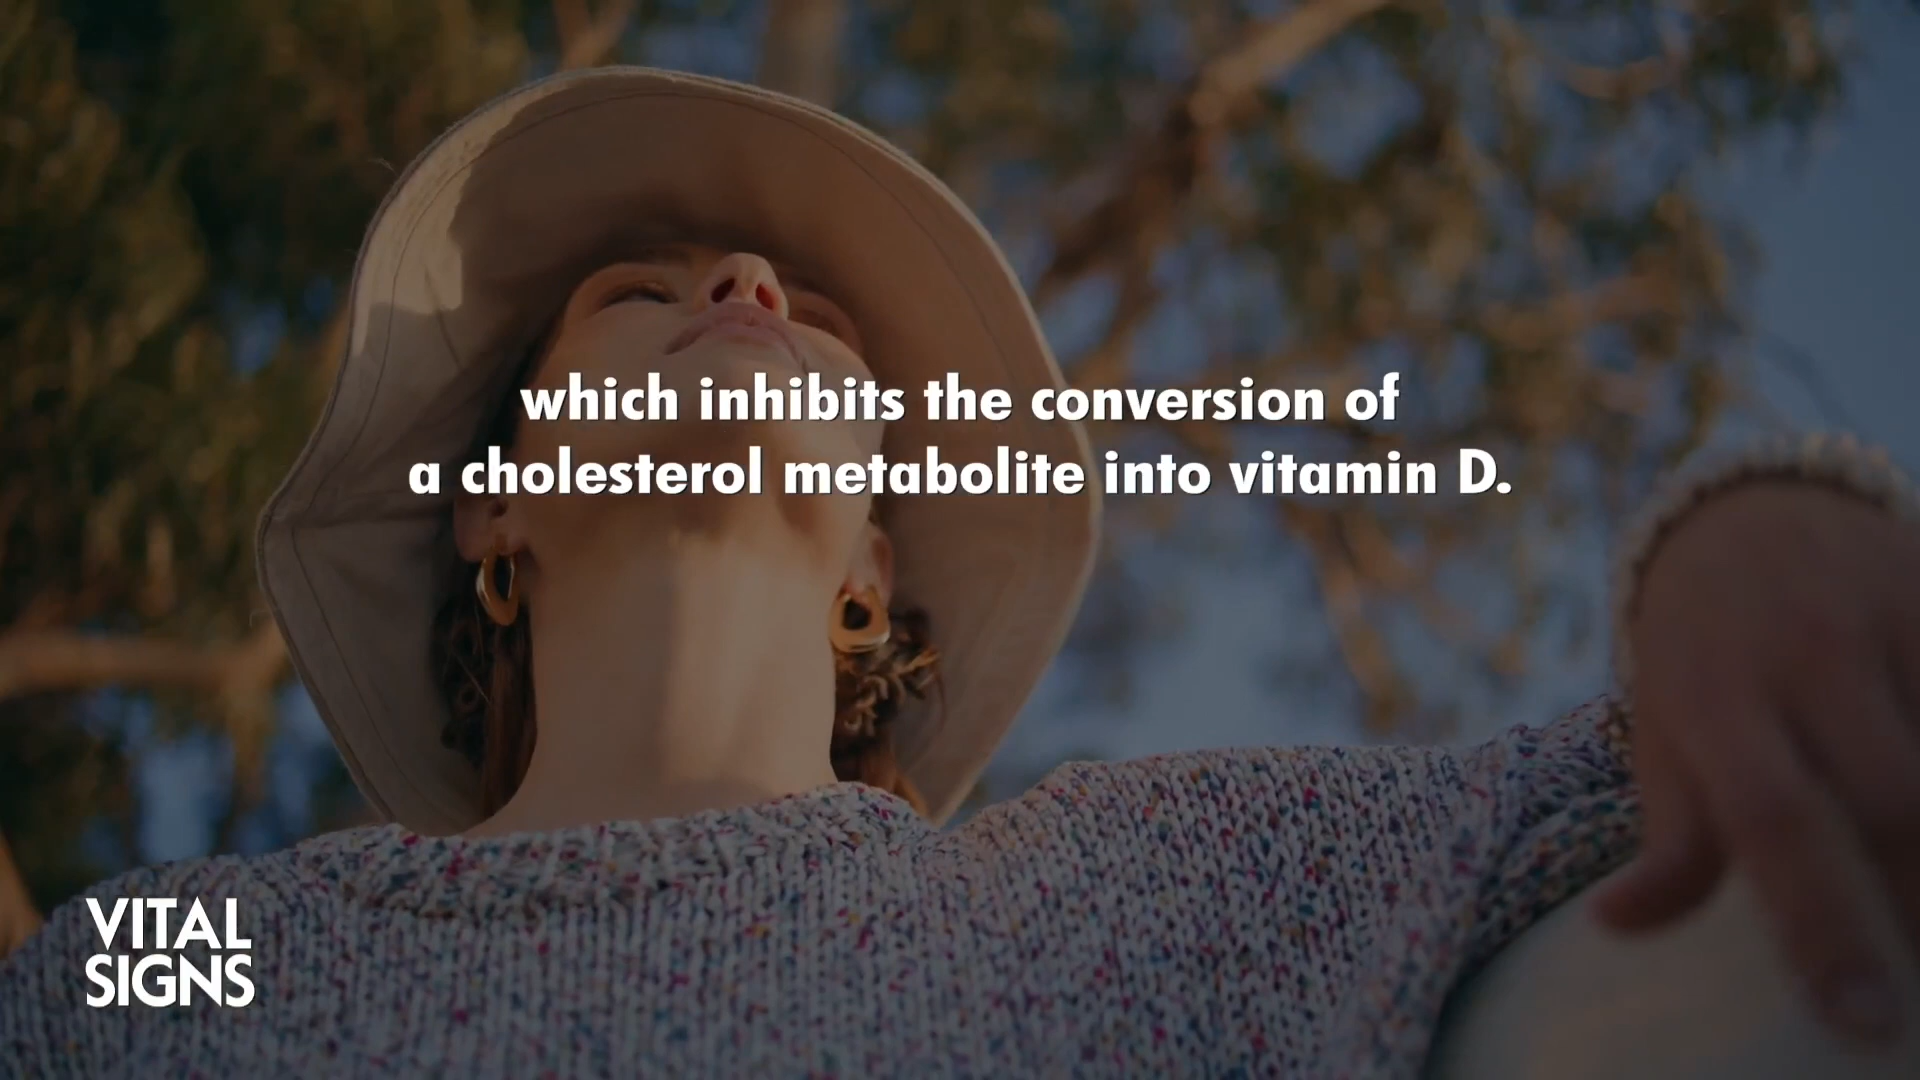 which inhibits the conversion of
a cholesterol metabolite into vitamin D.
VITAL
SIGNS